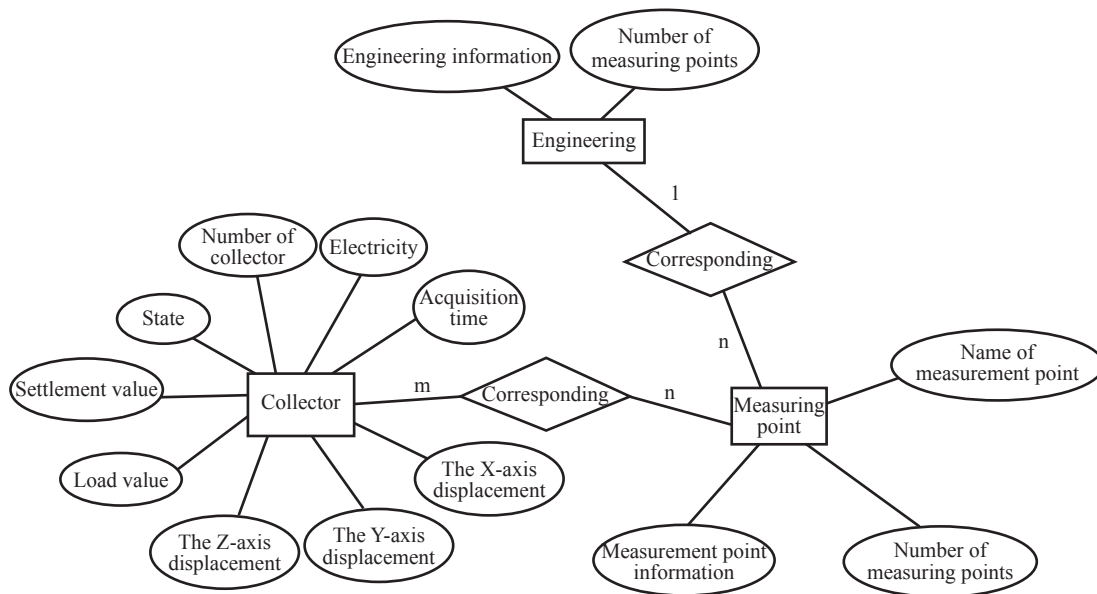 Engineering information
Number of
measuring points
Engineering
1
Corresponding
n
Number of
collector
Electricity
Acquisition
time
State
Settlement value
Collector
m
Corresponding
n
Measuring
point
Name of
measurement point
Load value
The X-axis
displacement
The Z-axis
displacement
The Y-axis
displacement
Measurement point
information
Number of
measuring points